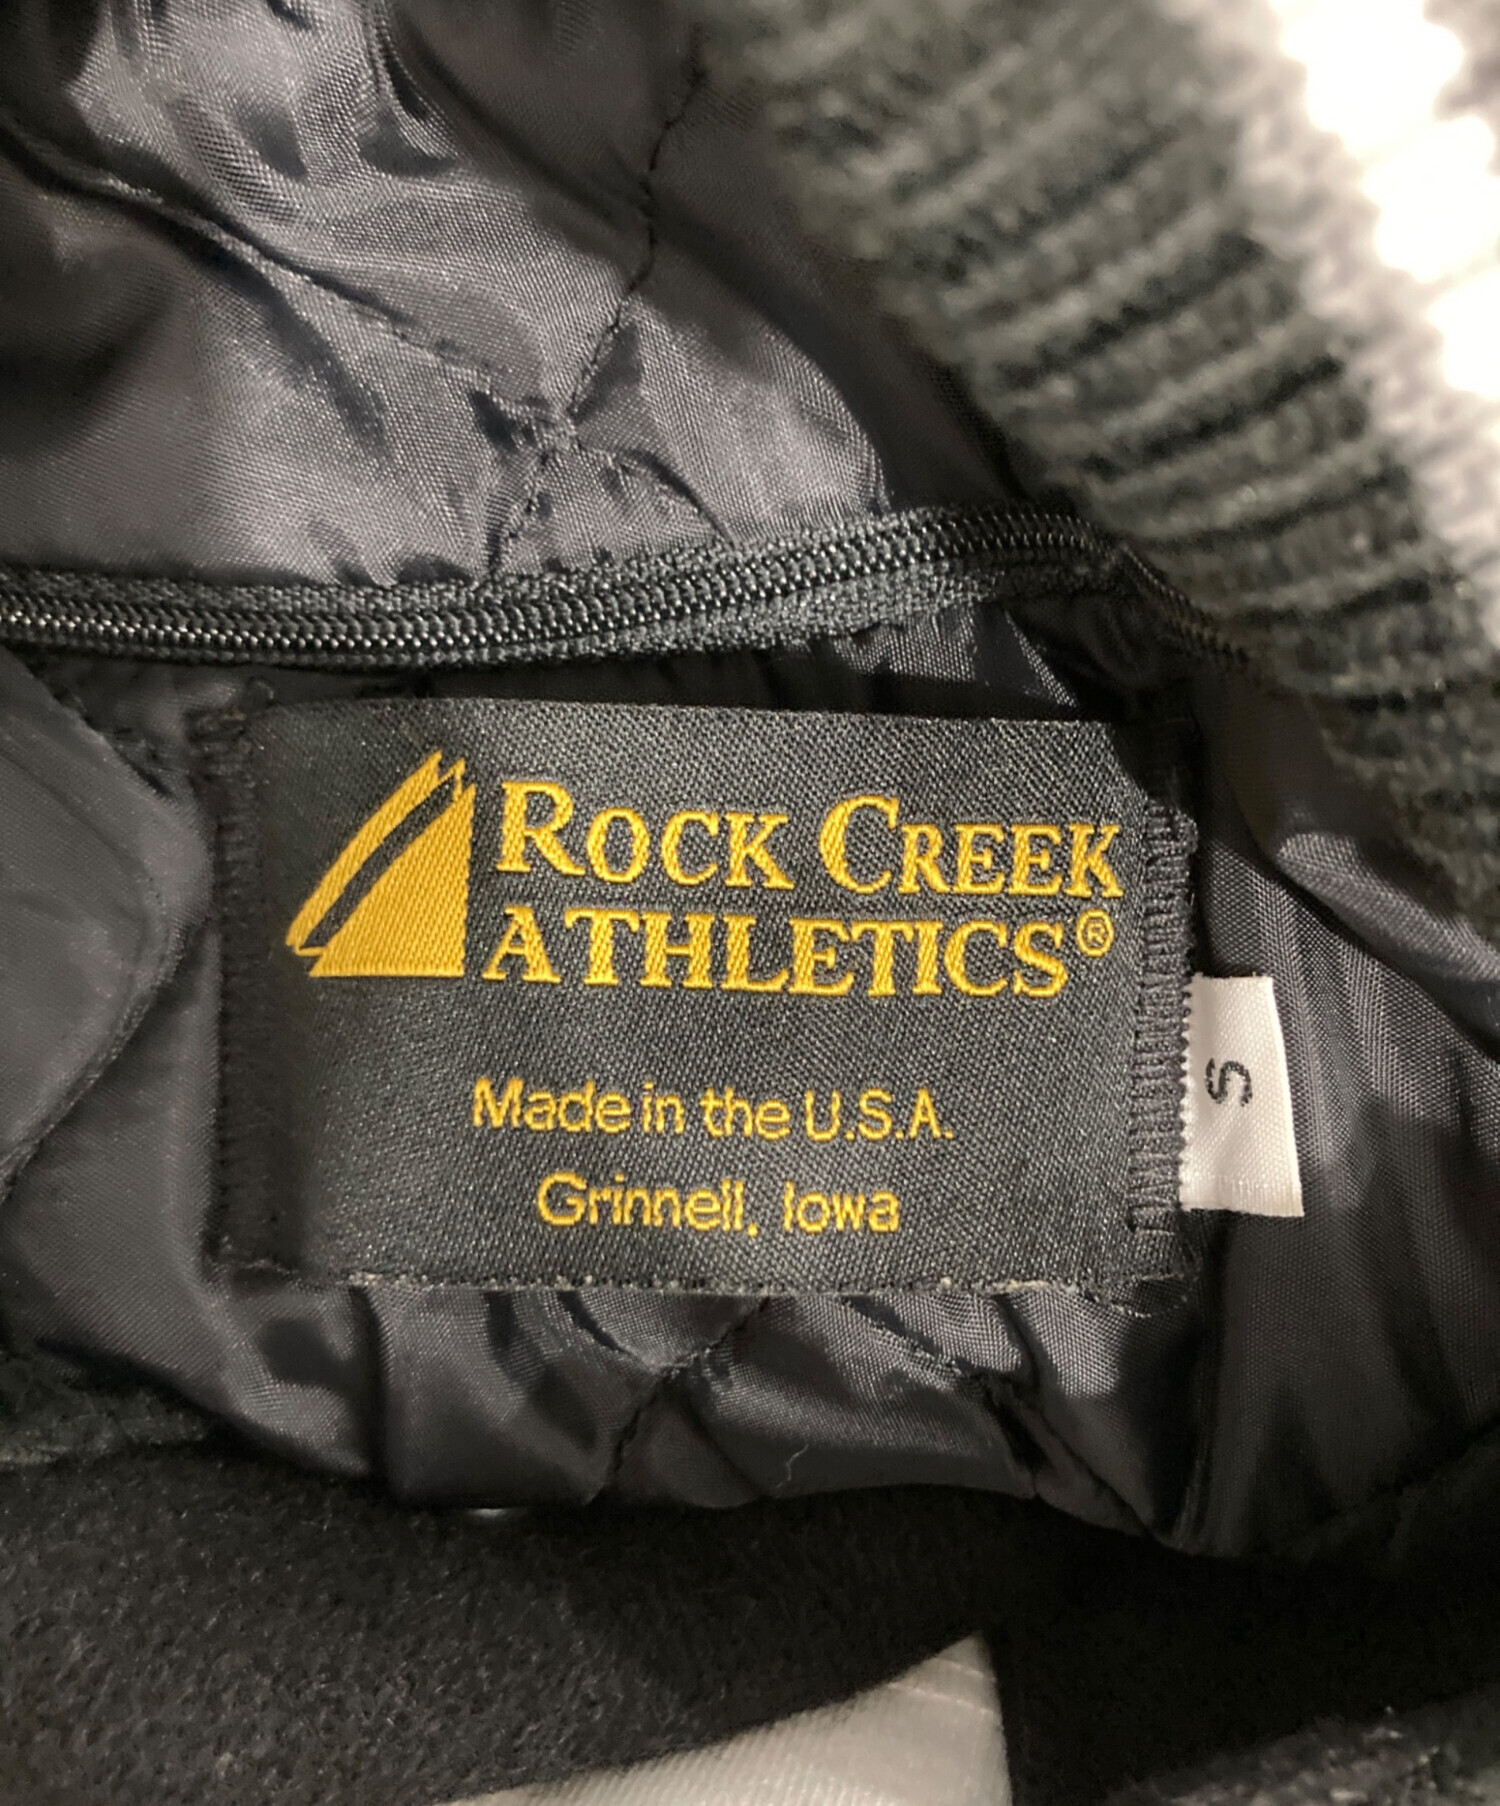 ROCK CREEK
ATHLETICS®
Made in the U.S.A.
Grinnell, Iowa
S